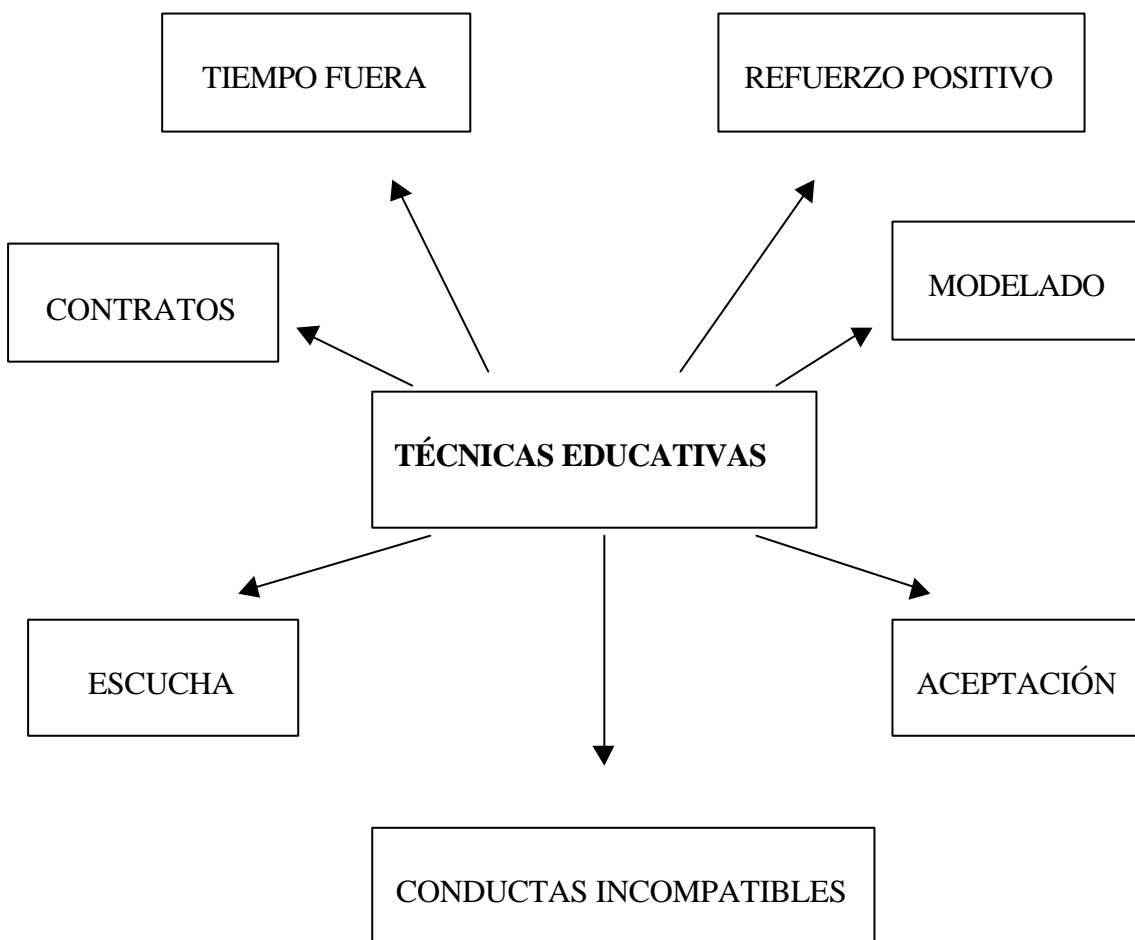 TIEMPO FUERA
REFUERZO POSITIVO
CONTRATOS
MODELADO
TÉCNICAS EDUCATIVAS
ESCUCHA
ACEPTACIÓN
CONDUCTAS INCOMPATIBLES